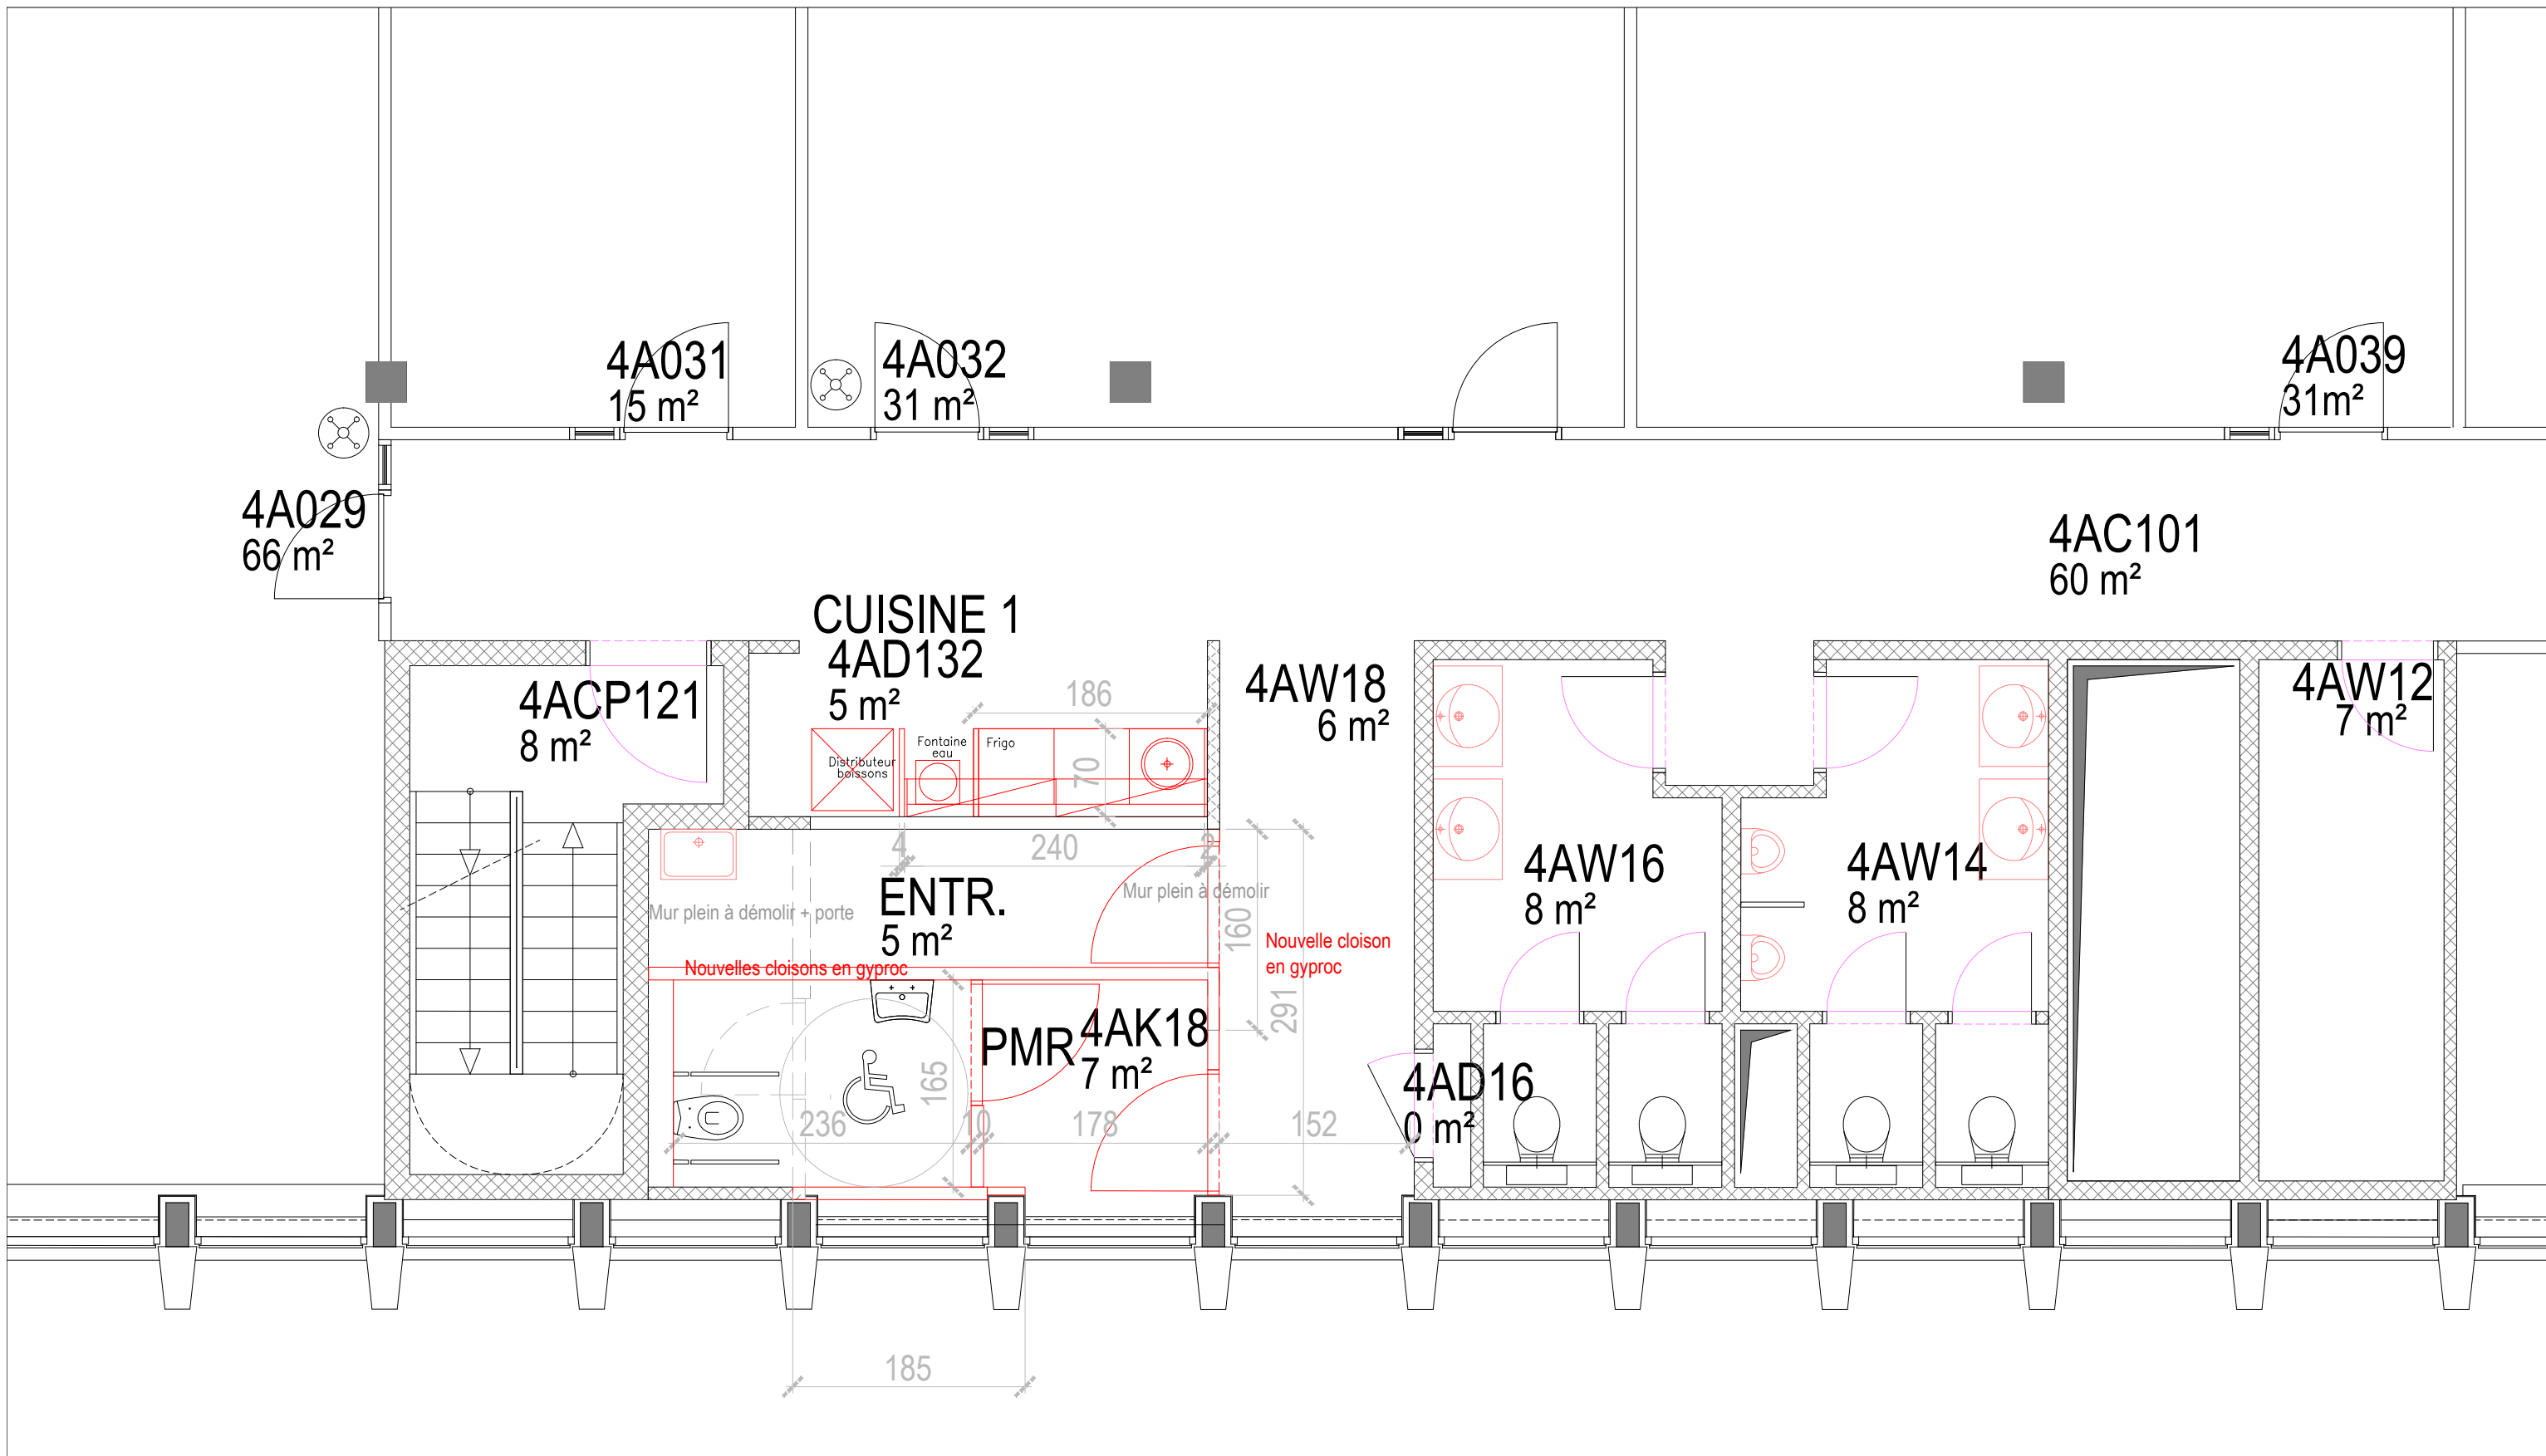 4A031
15 m²
4A032
31 m²
4A039
31m²
4A029
66 m²
4AC101
60 m²
CUISINE 1
4AD132
5 m²
4ACP121
8 m²
186
4AW18
6 m²
4AW12
7 m²
Distributeur
boissons
Fontaine
eau
Frigo
70
4
240
2
Mur plein à démolir
Mur plein à démolir + porte
ENTR.
5 m²
160
4AW16
8 m²
4AW14
8 m²
Nouvelle cloison
en gyproc
Nouvelles cloisons en gyproc
291
PMR
4AK18
7 m²
165
4AD16
0 m²
236
10
178
152
185